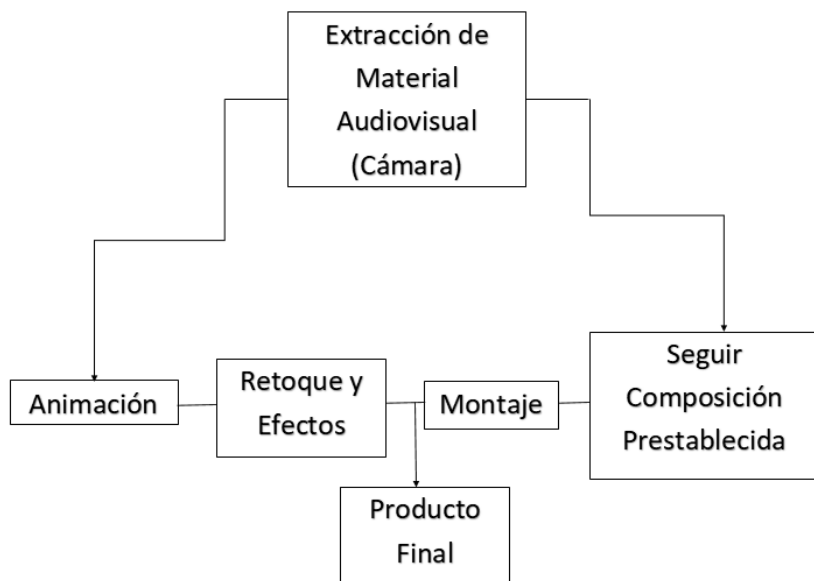 Extracción de
Material
Audiovisual
(Cámara)
Animación
Retoque y
Efectos
Montaje
Seguir
Composición
Prestablecida
Producto
Final